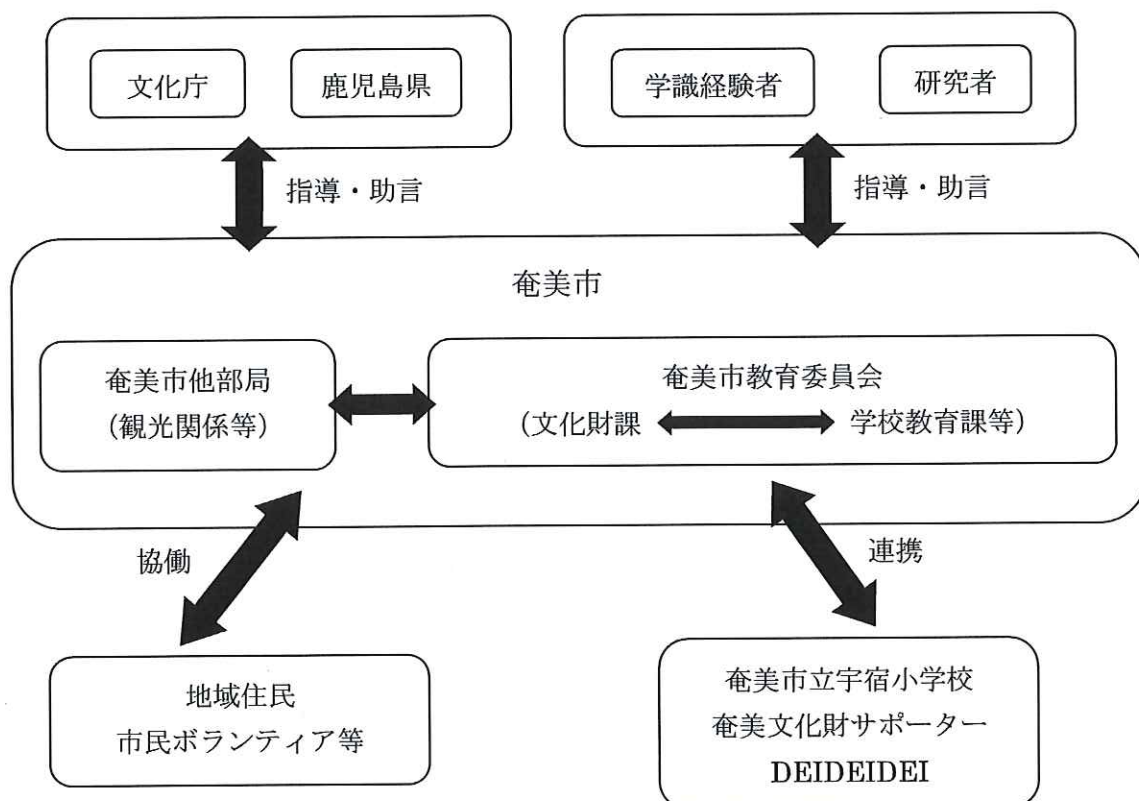 文化庁
鹿児島県
学識経験者
研究者
指導・助言
指導・助言
奄美市
奄美市他部局
(観光関係等)
奄美市教育委員会
(文化財課
学校教育課等)
協働
連携
地域住民
市民ボランティア等
奄美市立宇宿小学校
奄美文化財サポーター
DEIDEIDEI